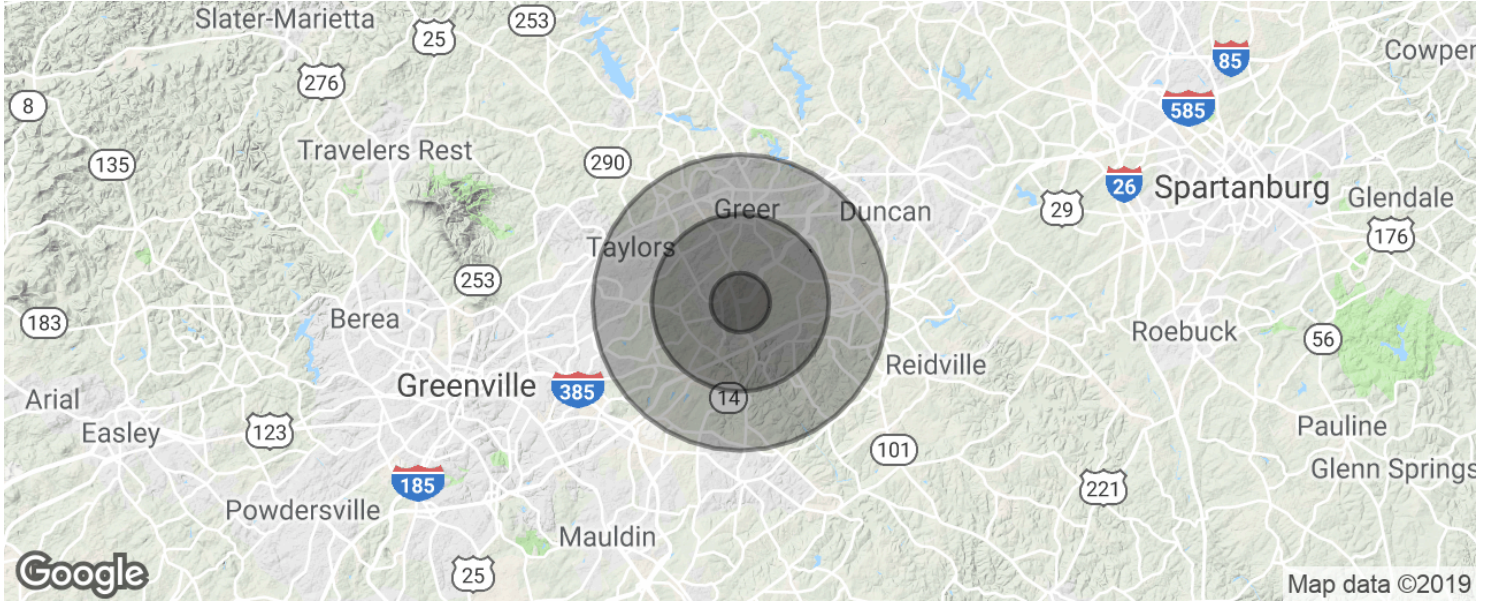 Slater-Marietta
253
25
85
Cowper
276
8
585
135
Travelers Rest
290
26
Spartanburg
Glendale
29
Greer
Duncan
176
Taylors
253
183
Berea
Roebuck
56
Reidville
Greenville
385
14
Arial
123
Easley
Pauline
101
Glenn Springs
185
221
Powdersville
Mauldin
25
Google
Map data ©2019